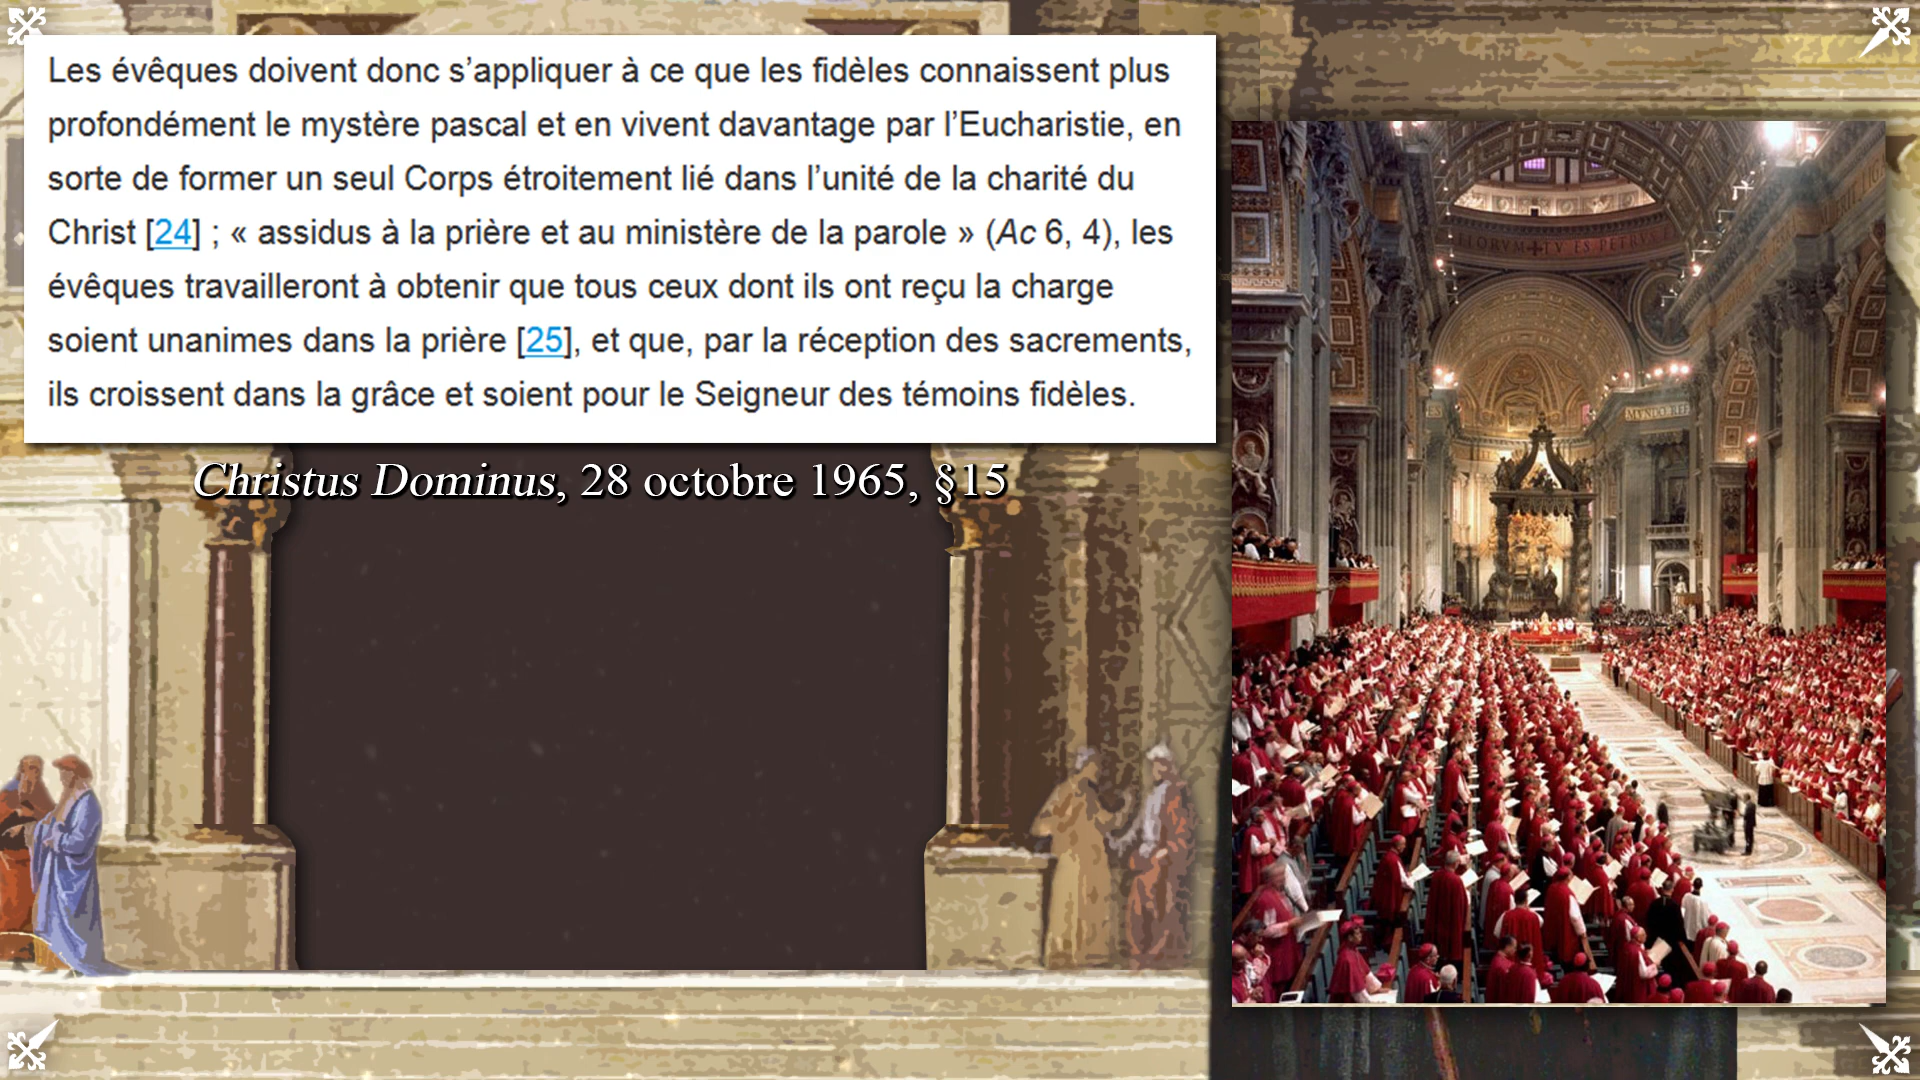 Les évêques doivent donc s’appliquer à ce que les fidèles connaissent plus
profondément le mystère pascal et en vivent davantage par l’Eucharistie, en
sorte de former un seul Corps étroitement lié dans l’unité de la charité du
Christ [24] ; « assidus à la prière et au ministère de la parole » (Ac 6, 4), les
évêques travailleront à obtenir que tous ceux dont ils ont reçu la charge
soient unanimes dans la prière [25], et que, par la réception des sacrements,
ils croissent dans la grâce et soient pour le Seigneur des témoins fidèles.
Christus Dominus, 28 octobre 1965, §15
TV ES PETRVS